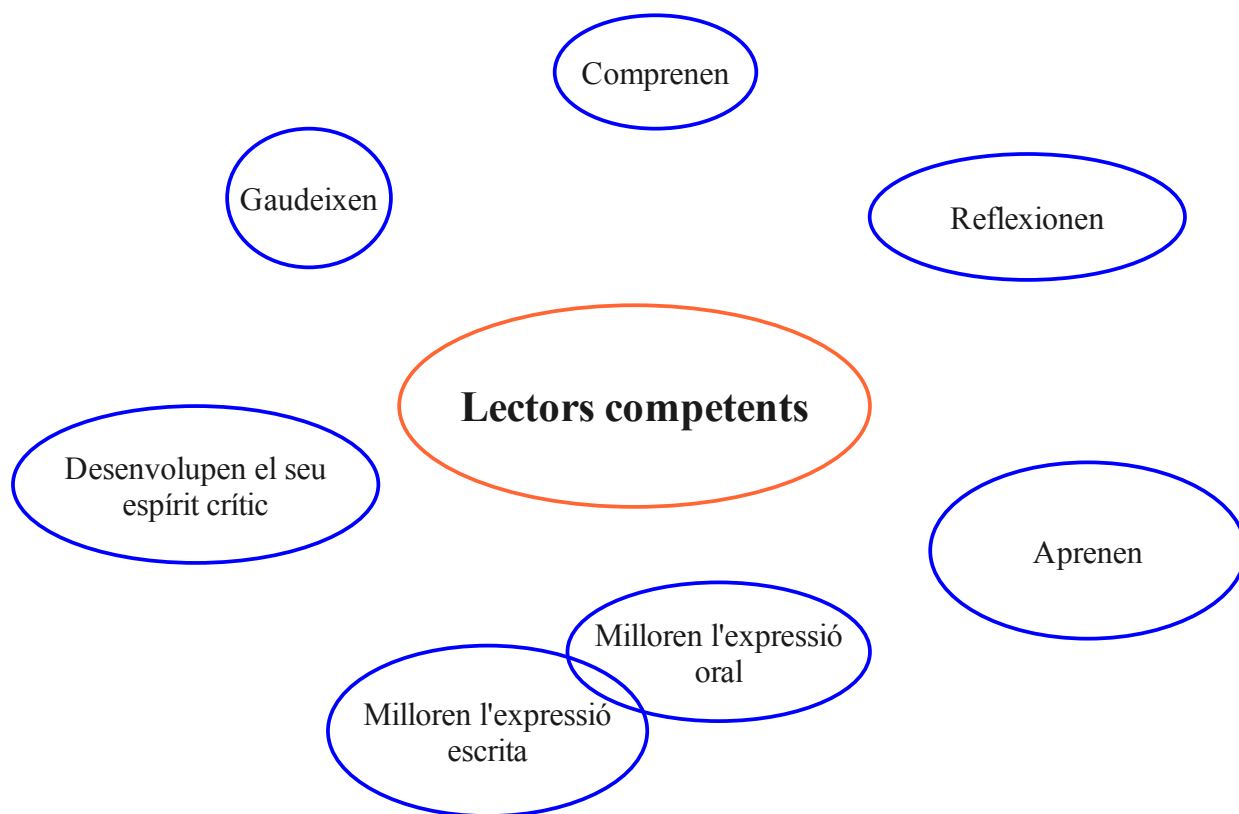 Comprenen
Gaudeixen
Reflexionen
Lectors competents
Desenvolupen el seu
espírit crític
Aprenen
Milloren l'expressió
oral
Milloren l'expressió
escrita